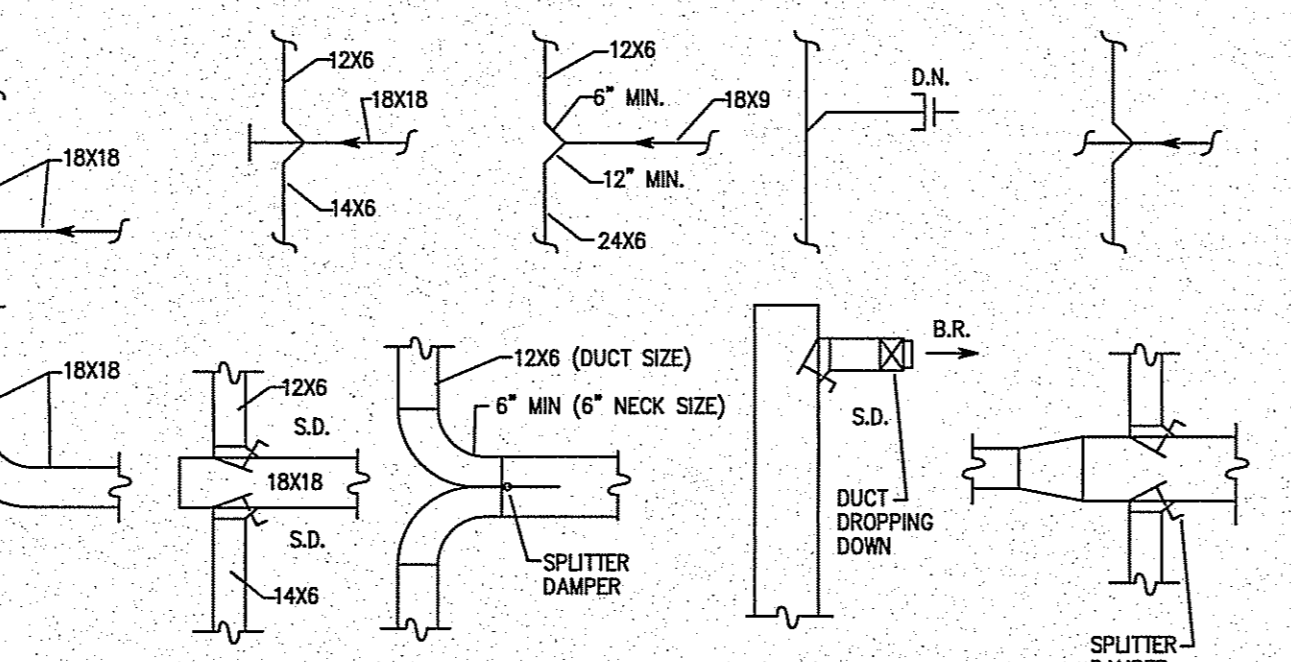 12X6
12X6
D.N.
6" MIN.
18X18
18X9
18X18
12" MIN.
14X6
24X6
B.R.
12X6 (DUCT SIZE)
18X18
12X6
6" MIN (6" NECK SIZE)
S.D.
S.D.
18X18
DUCT
DROPPING
DOWN
S.D.
SPLITTER
DAMPER
14X6
SPLITTER